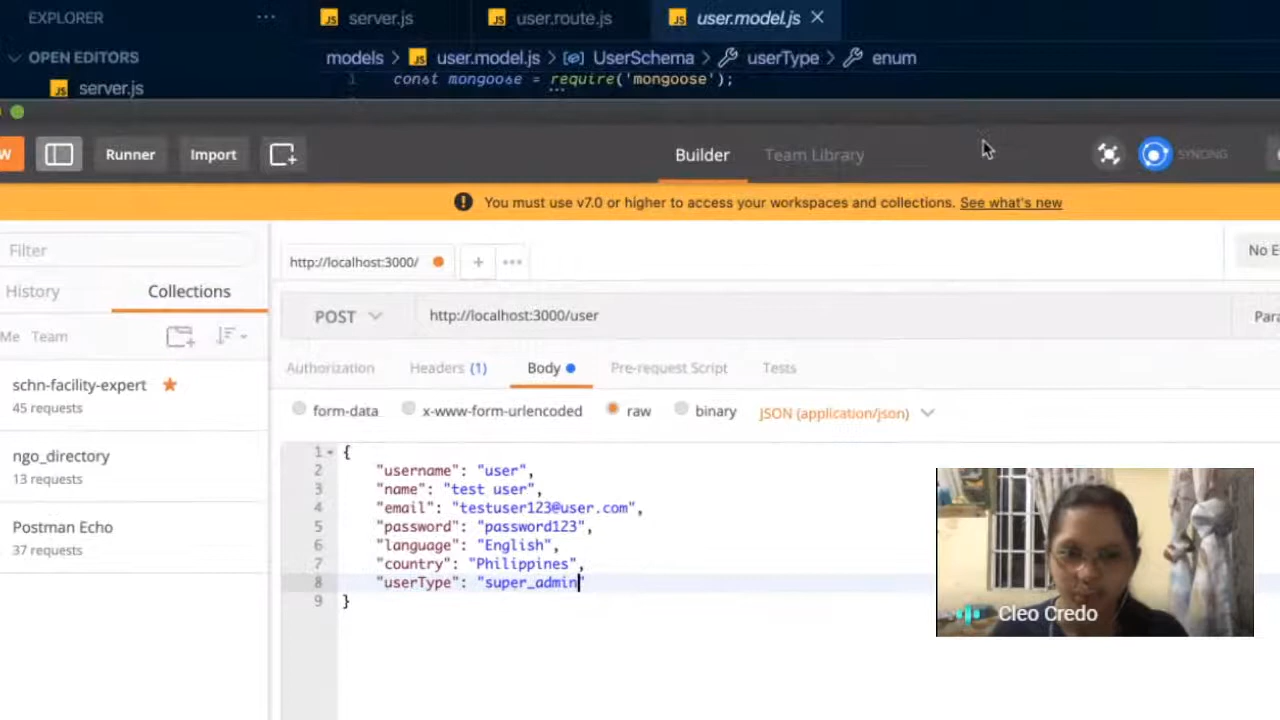 EXPLORER
server.js
user.route.js
user.model.js
OPEN EDITORS
models > user.model.js > UserSchema > userType > enum
server.js
1 const mongoose = require('mongoose');
W
Runner
Import
Builder
Team Library
SYNCING
You must use v7.0 or higher to access your workspaces and collections. See what's new
Filter
http://localhost:3000/
No E
History
Collections
POST
http://localhost:3000/user
Para
Me Team
Authorization
Headers (1)
Body
Pre-request Script
Tests
schn-facility-expert
45 requests
form-data
x-www-form-urlencoded
raw
binary
JSON (application/json)
ngo_directory
13 requests
Postman Echo
37 requests
1 {
2 "username": "user",
3 "name": "test user",
4 "email": "testuser123@user.com",
5 "password": "password123",
6 "language": "English",
7 "country": "Philippines",
8 "userType": "super_admin"
9 }
Cleo Credo